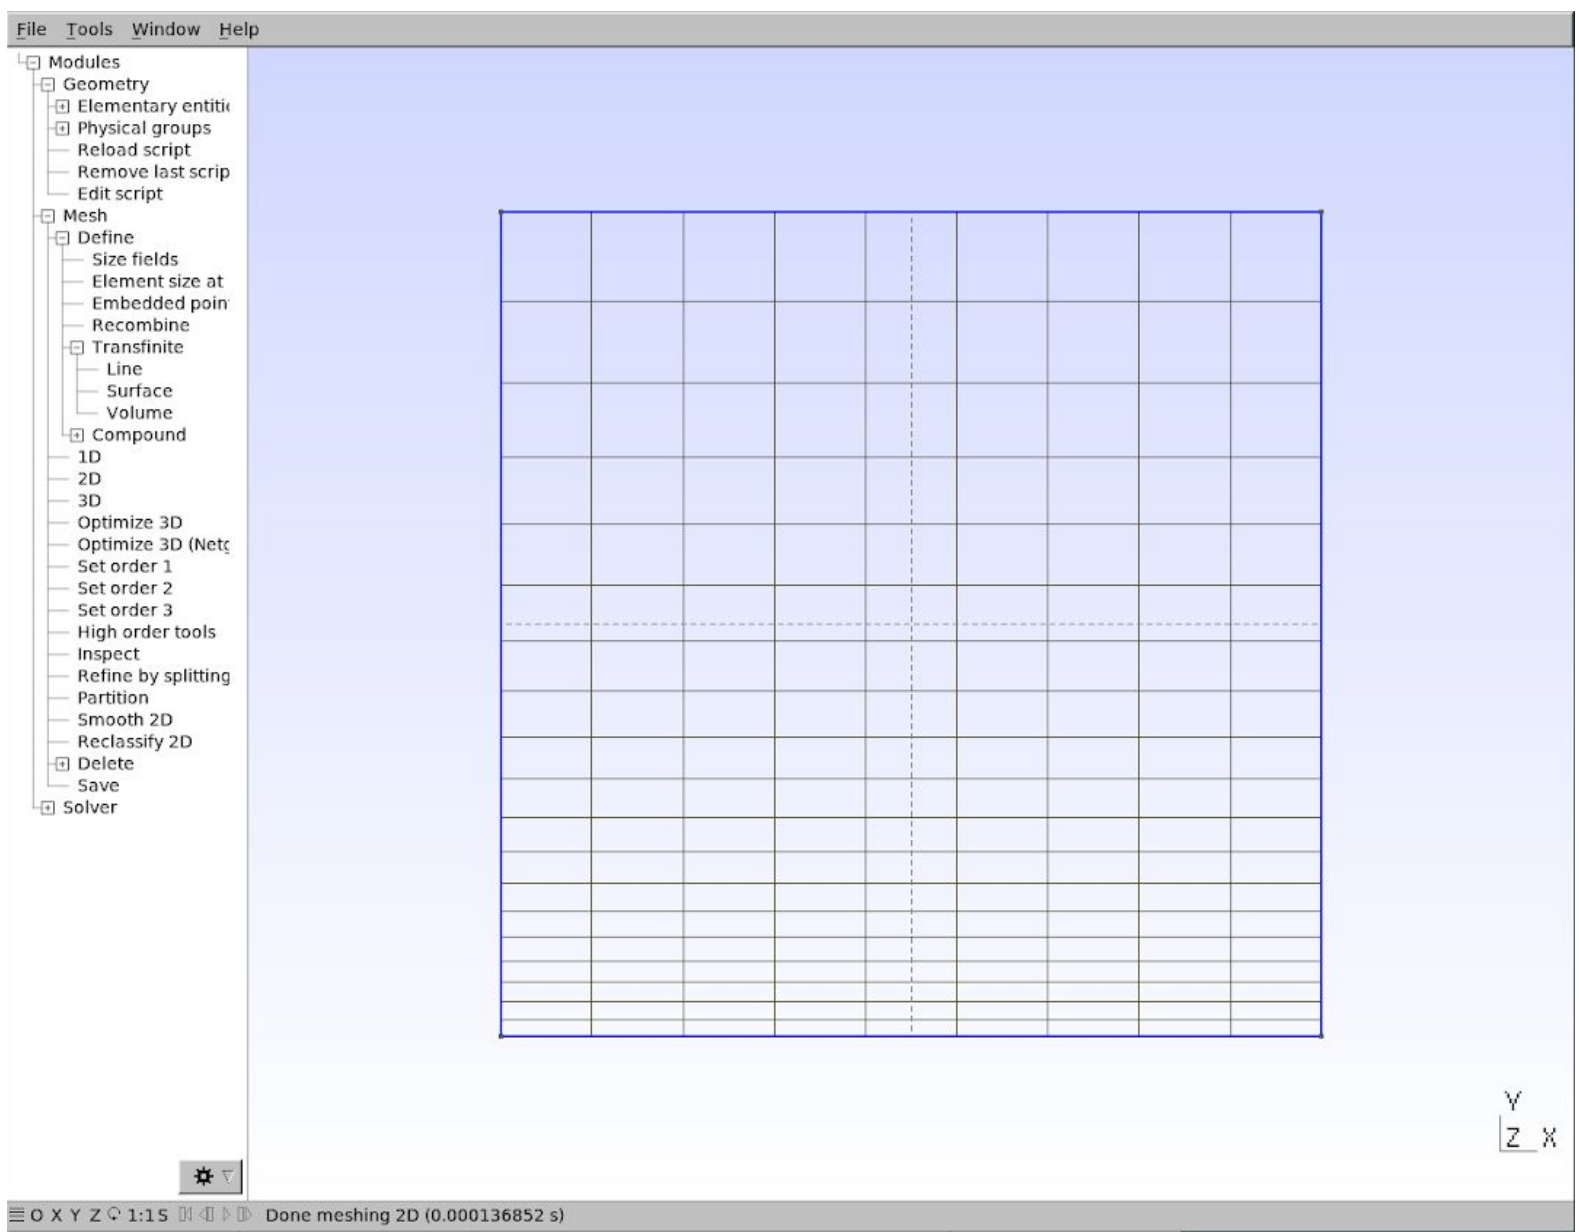 File Tools Window Help
Modules
Geometry
Elementary entitie
Physical groups
Reload script
Remove last scrip
Edit script
Mesh
Define
Size fields
Element size at
Embedded poin
Recombine
Transfinite
Line
Surface
Volume
Compound
1D
2D
3D
Optimize 3D
Optimize 3D (Netg
Set order 1
Set order 2
Set order 3
High order tools
Inspect
Refine by splitting
Partition
Smooth 2D
Reclassify 2D
Delete
Save
Solver
Y
Z X
O X Y Z 1:1 S Done meshing 2D (0.000136852 s)